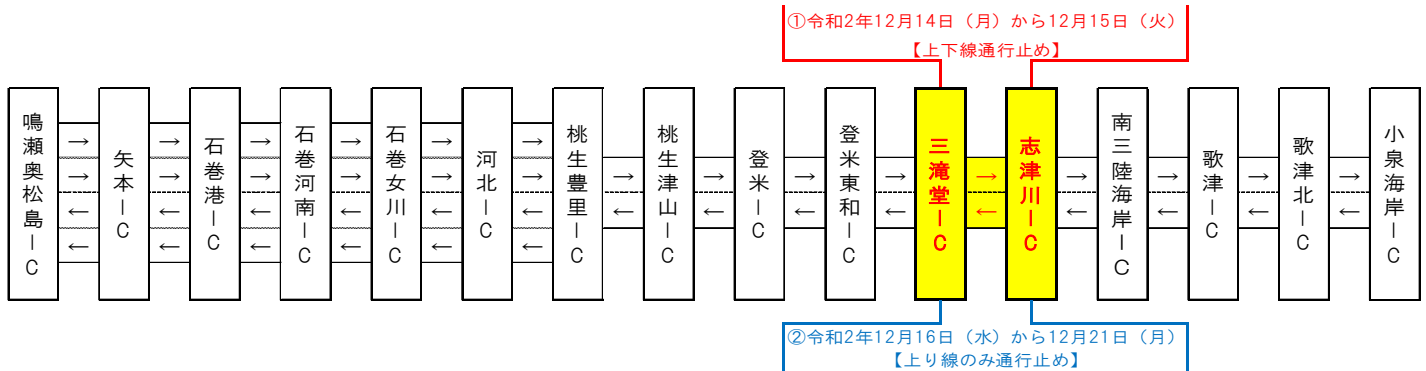 ①令和2年12月14日（月）から12月15日（火）
【上下線通行止め】
鳴瀬奥松島IC
矢本IC
石巻港IC
石巻河南IC
石巻女川IC
河北IC
桃生豊里IC
桃生津山IC
登米IC
登米東和IC
三滝堂IC
志津川IC
南三陸海岸IC
歌津IC
歌津北IC
小泉海岸IC
→ → → → → →
→ → → → → → → → → → → → → → →
← ← ← ← ← ← ← ← ← ← ← ← ← ← ←
← ← ← ← ← ←
②令和2年12月16日（水）から12月21日（月）
【上り線のみ通行止め】